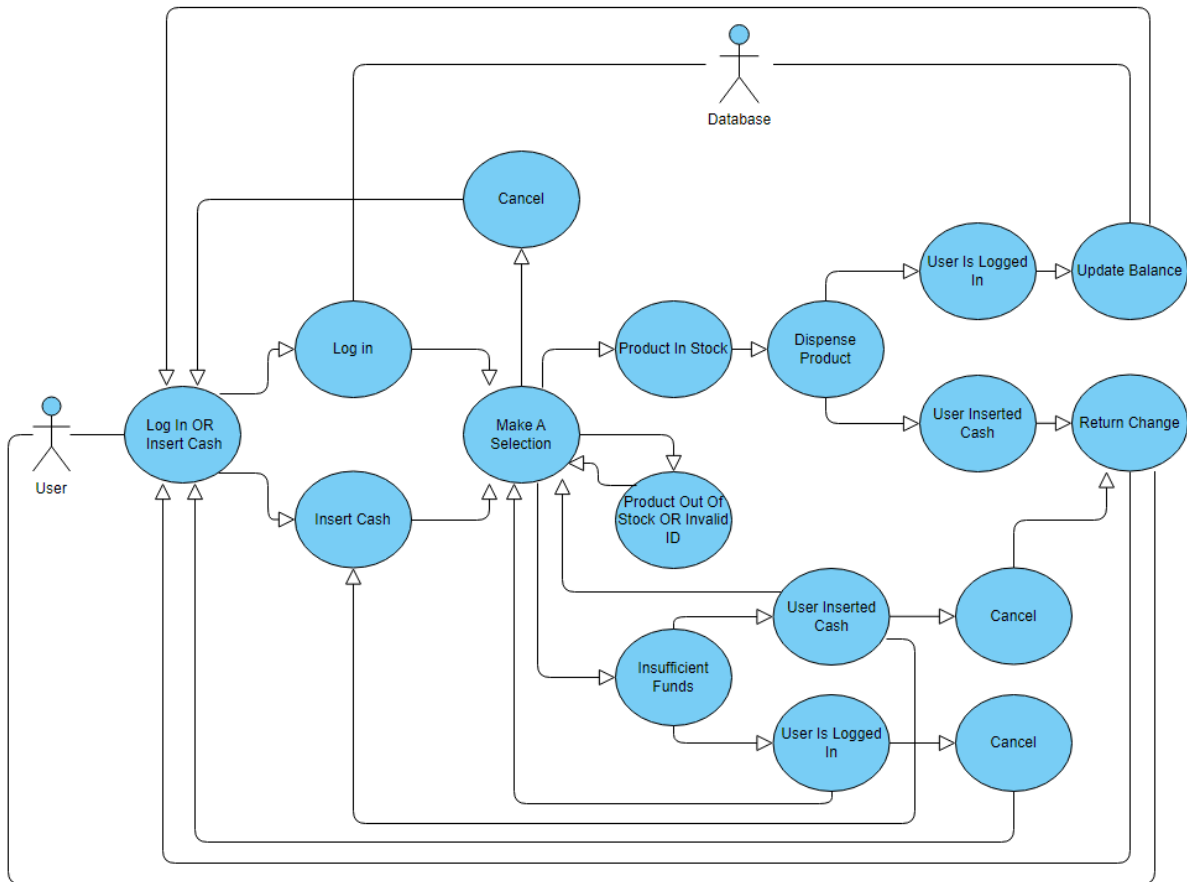 Database
Cancel
User Is Logged
In
Update Balance
Log in
Product In Stock
Dispense
Product
User
Log In OR
Insert Cash
Make A
Selection
User Inserted
Cash
Return Change
Insert Cash
Product Out Of
Stock OR Invalid
ID
User Inserted
Cash
Cancel
Insufficient
Funds
User Is Logged
In
Cancel